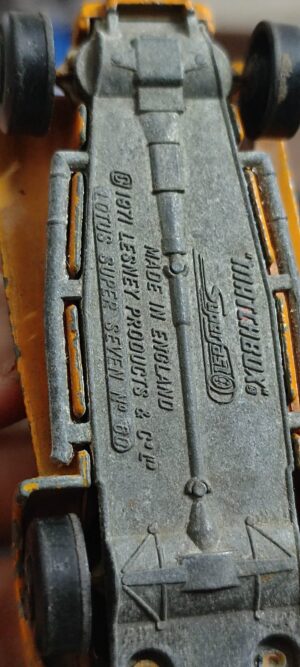 "MATCHBOX"®
Superfast®
MADE IN ENGLAND
© 1971 LESNEY PRODUCTS & Cº Lᵀᴰ
LOTUS SUPER SEVEN Nº 60